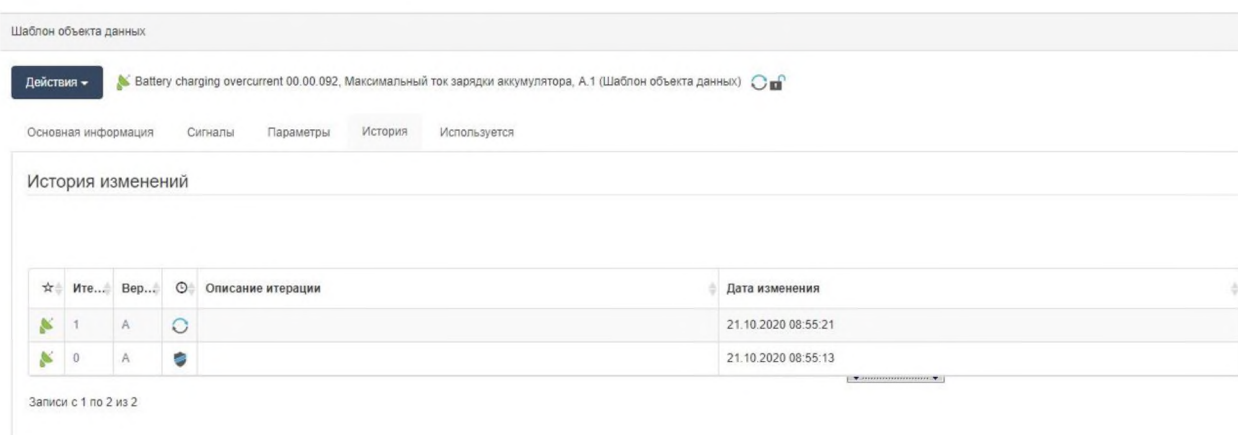 Шаблон объекта данных
Действия Battery charging overcurrent 00.00.092, Максимальный ток зарядки аккумулятора, A.1 (Шаблон объекта данных)
Основная информация Сигналы Параметры История Используется
История изменений
Ите... Вер... Описание итерации Дата изменения
1 A 21.10.2020 08:55:21
0 A 21.10.2020 08:55:13
Записи с 1 по 2 из 2